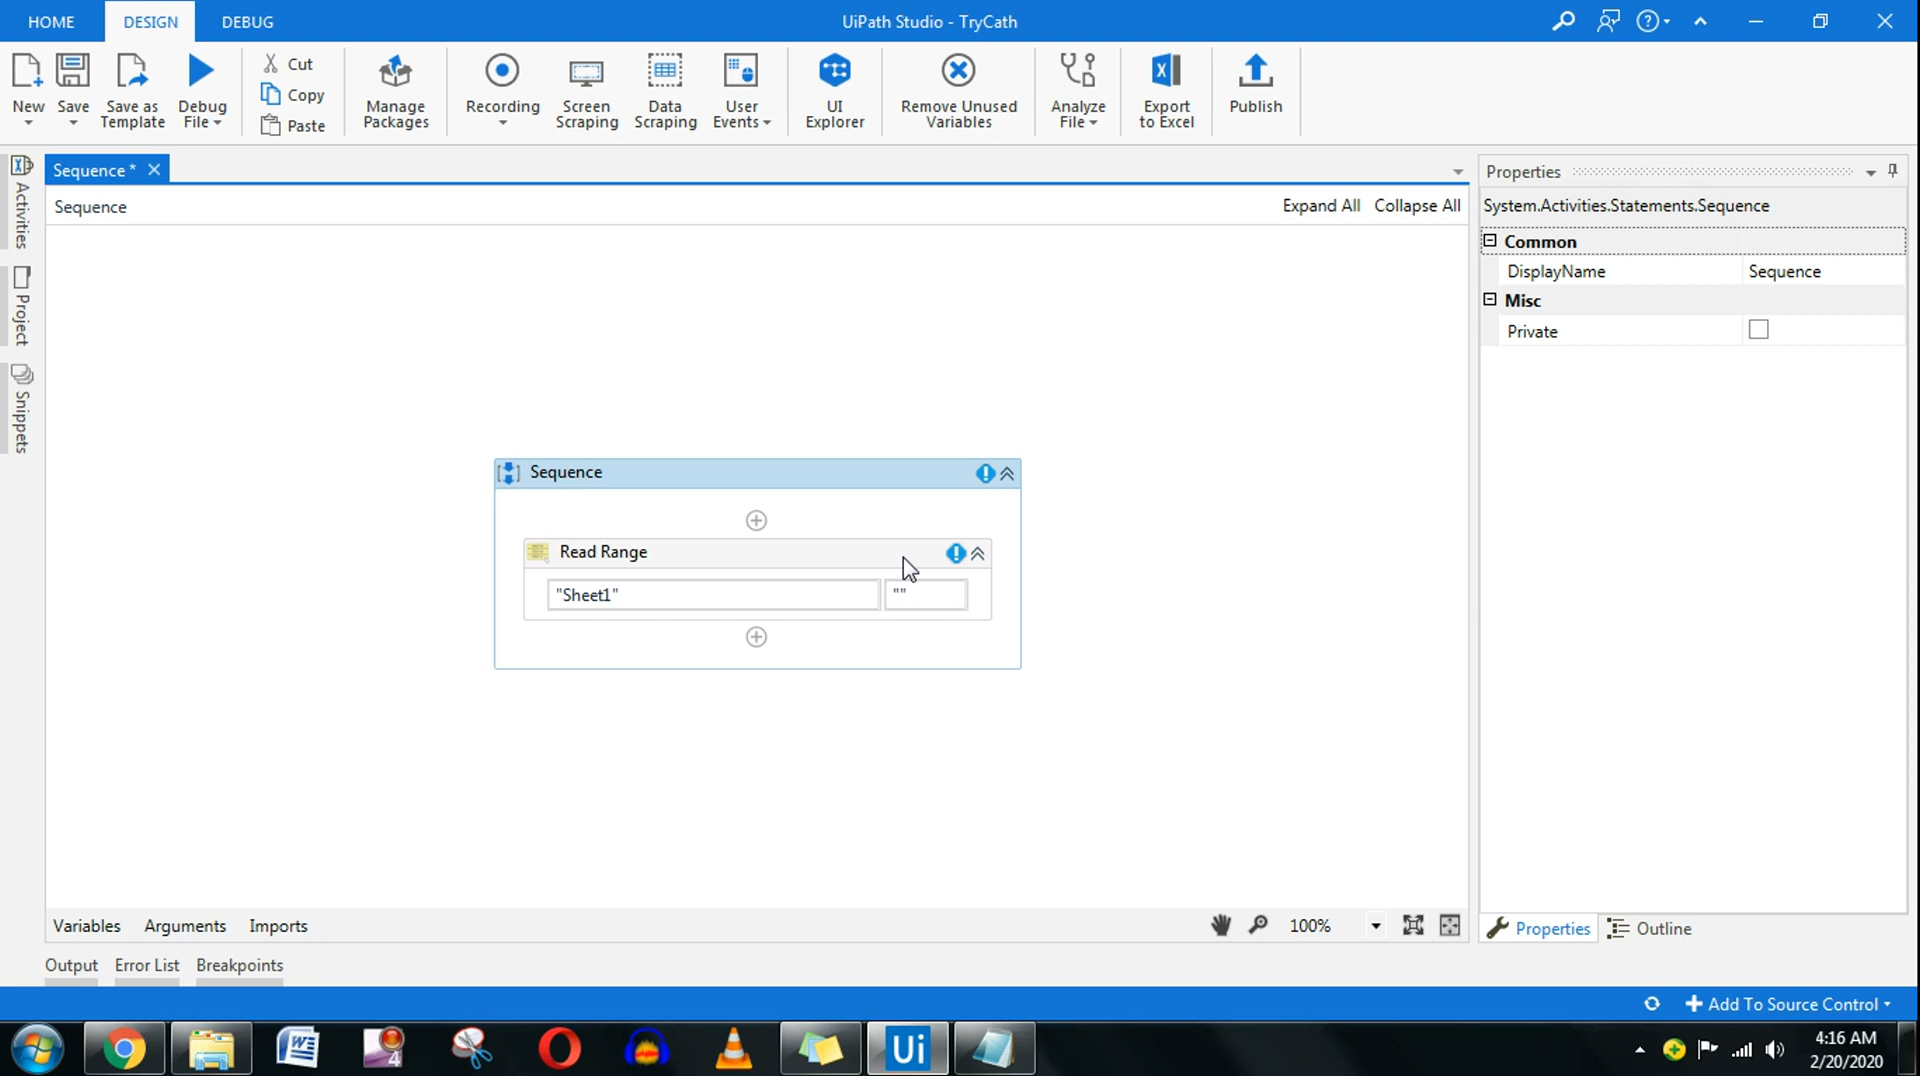 HOME DESIGN DEBUG UiPath Studio - TryCath
New Save Save as Template Debug File Cut Copy Paste Manage Packages Recording Screen Scraping Data Scraping User Events UI Explorer Remove Unused Variables Analyze File Export to Excel Publish
Activities
Project
Snippets
Sequence *
Sequence Expand All Collapse All
Sequence
Read Range
"Sheet1" ""
Properties
System.Activities.Statements.Sequence
Common
DisplayName Sequence
Misc
Private
Variables Arguments Imports 100%
Properties Outline
Output Error List Breakpoints
Add To Source Control
W 4 Ui
4:16 AM
2/20/2020